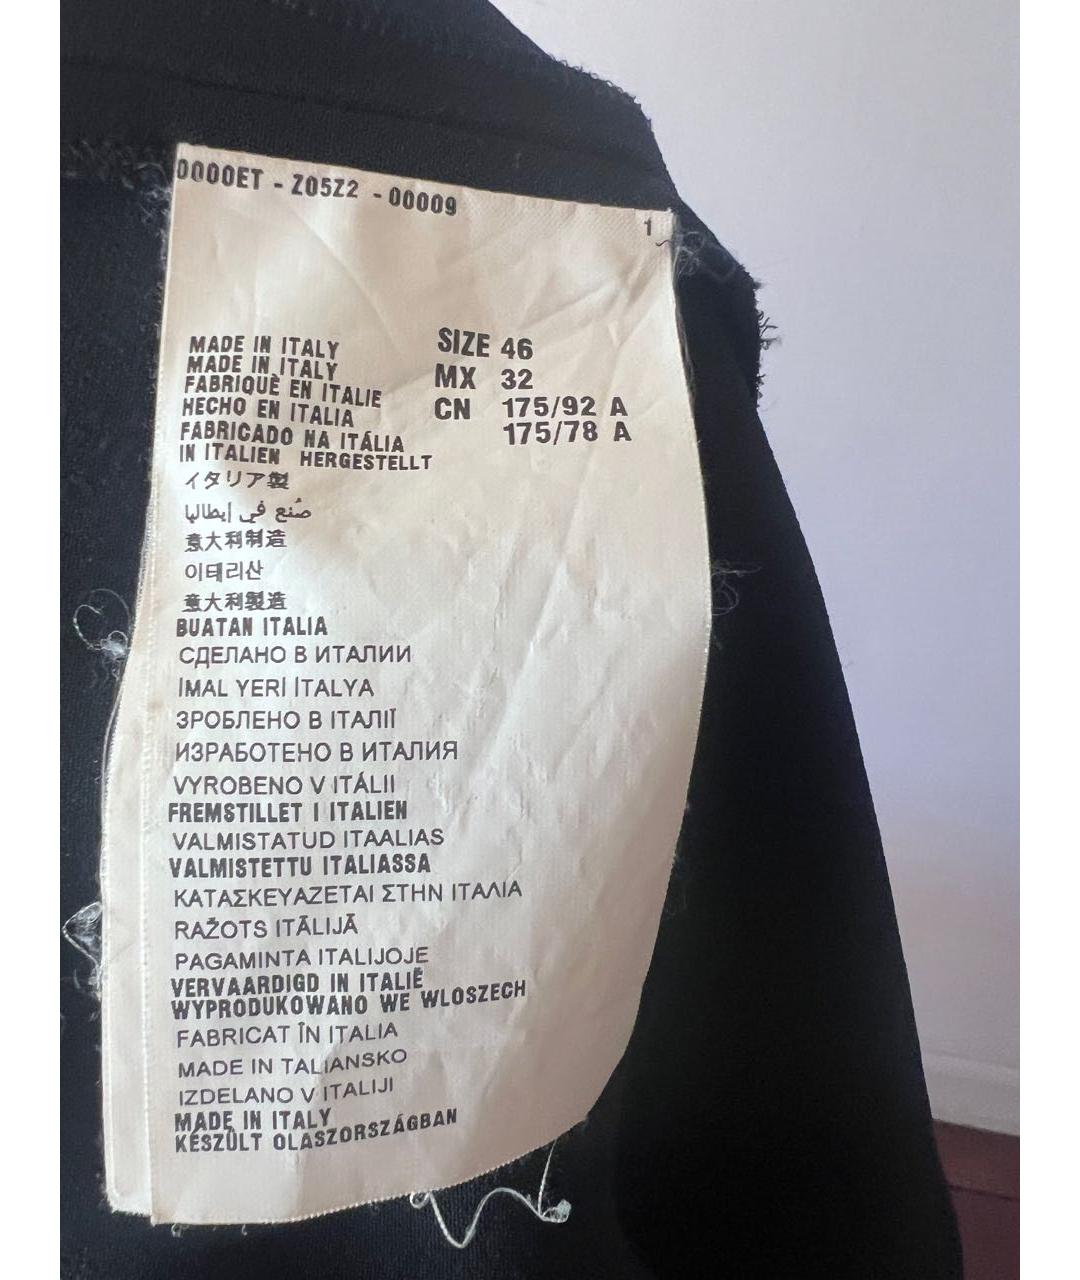 0000ET - Z05Z2 - 00009
1
MADE IN ITALY
MADE IN ITALY
FABRIQUÈ EN ITALIE
HECHO EN ITALIA
FABRICADO NA ITÁLIA
IN ITALIEN HERGESTELLT
イタリア製
صُنع في إيطاليا
意大利制造
이테리산
意大利製造
BUATAN ITALIA
СДЕЛАНО В ИТАЛИИ
İMAL YERİ İTALYA
ЗРОБЛЕНО В ІТАЛІЇ
ИЗРАБОТЕНО В ИТАЛИЯ
VYROBENO V ITÁLII
FREMSTILLET I ITALIEN
VALMISTATUD ITAALIAS
VALMISTETTU ITALIASSA
ΚΑΤΑΣΚΕΥΑΖΕΤΑΙ ΣΤΗΝ ΙΤΑΛΙΑ
RAŽOTS ITĀLIJĀ
PAGAMINTA ITALIJOJE
VERVAARDIGD IN ITALIË
WYPRODUKOWANO WE WLOSZECH
FABRICAT ÎN ITALIA
MADE IN TALIANSKO
IZDELANO V ITALIJI
MADE IN ITALY
KÉSZÜLT OLASZORSZÁGBAN
SIZE 46
MX 32
CN 175/92 A
175/78 A